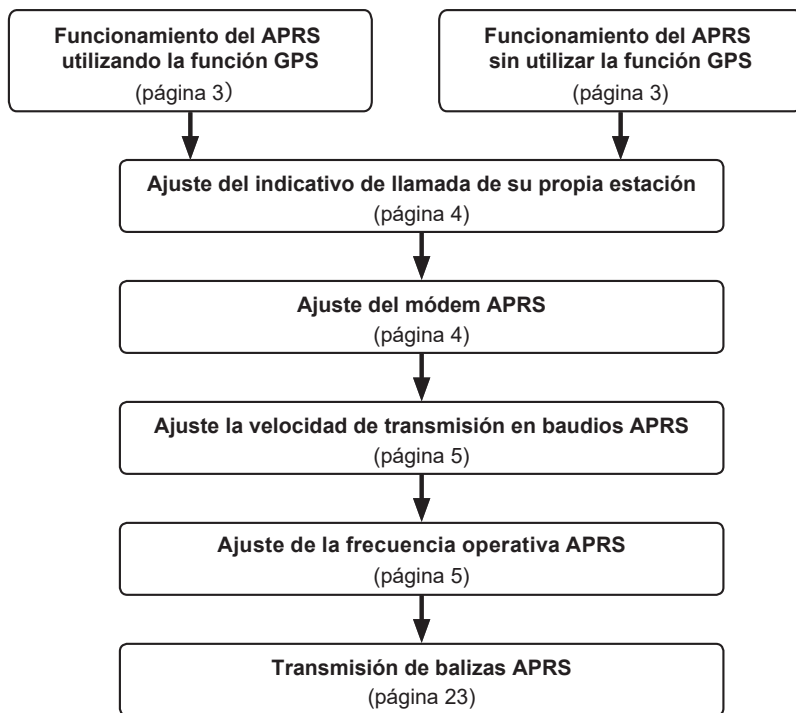 Funcionamiento del APRS
utilizando la función GPS
(página 3）
Funcionamiento del APRS
sin utilizar la función GPS
(página 3)
Ajuste del indicativo de llamada de su propia estación
(página 4)
Ajuste del módem APRS
(página 4)
Ajuste la velocidad de transmisión en baudios APRS
(página 5)
Ajuste de la frecuencia operativa APRS
(página 5)
Transmisión de balizas APRS
(página 23)